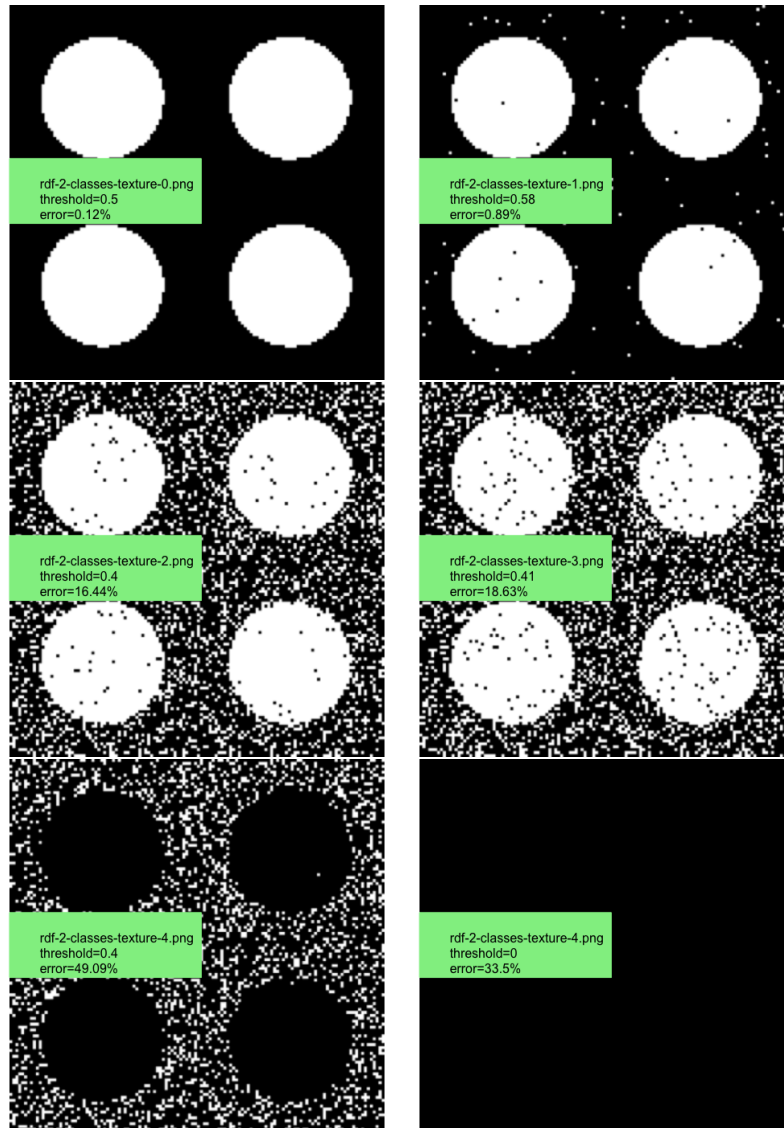 rdf-2-classes-texture-0.png
threshold=0.5
error=0.12%
rdf-2-classes-texture-1.png
threshold=0.58
error=0.89%
rdf-2-classes-texture-2.png
threshold=0.4
error=16.44%
rdf-2-classes-texture-3.png
threshold=0.41
error=18.63%
rdf-2-classes-texture-4.png
threshold=0.4
error=49.09%
rdf-2-classes-texture-4.png
threshold=0
error=33.5%